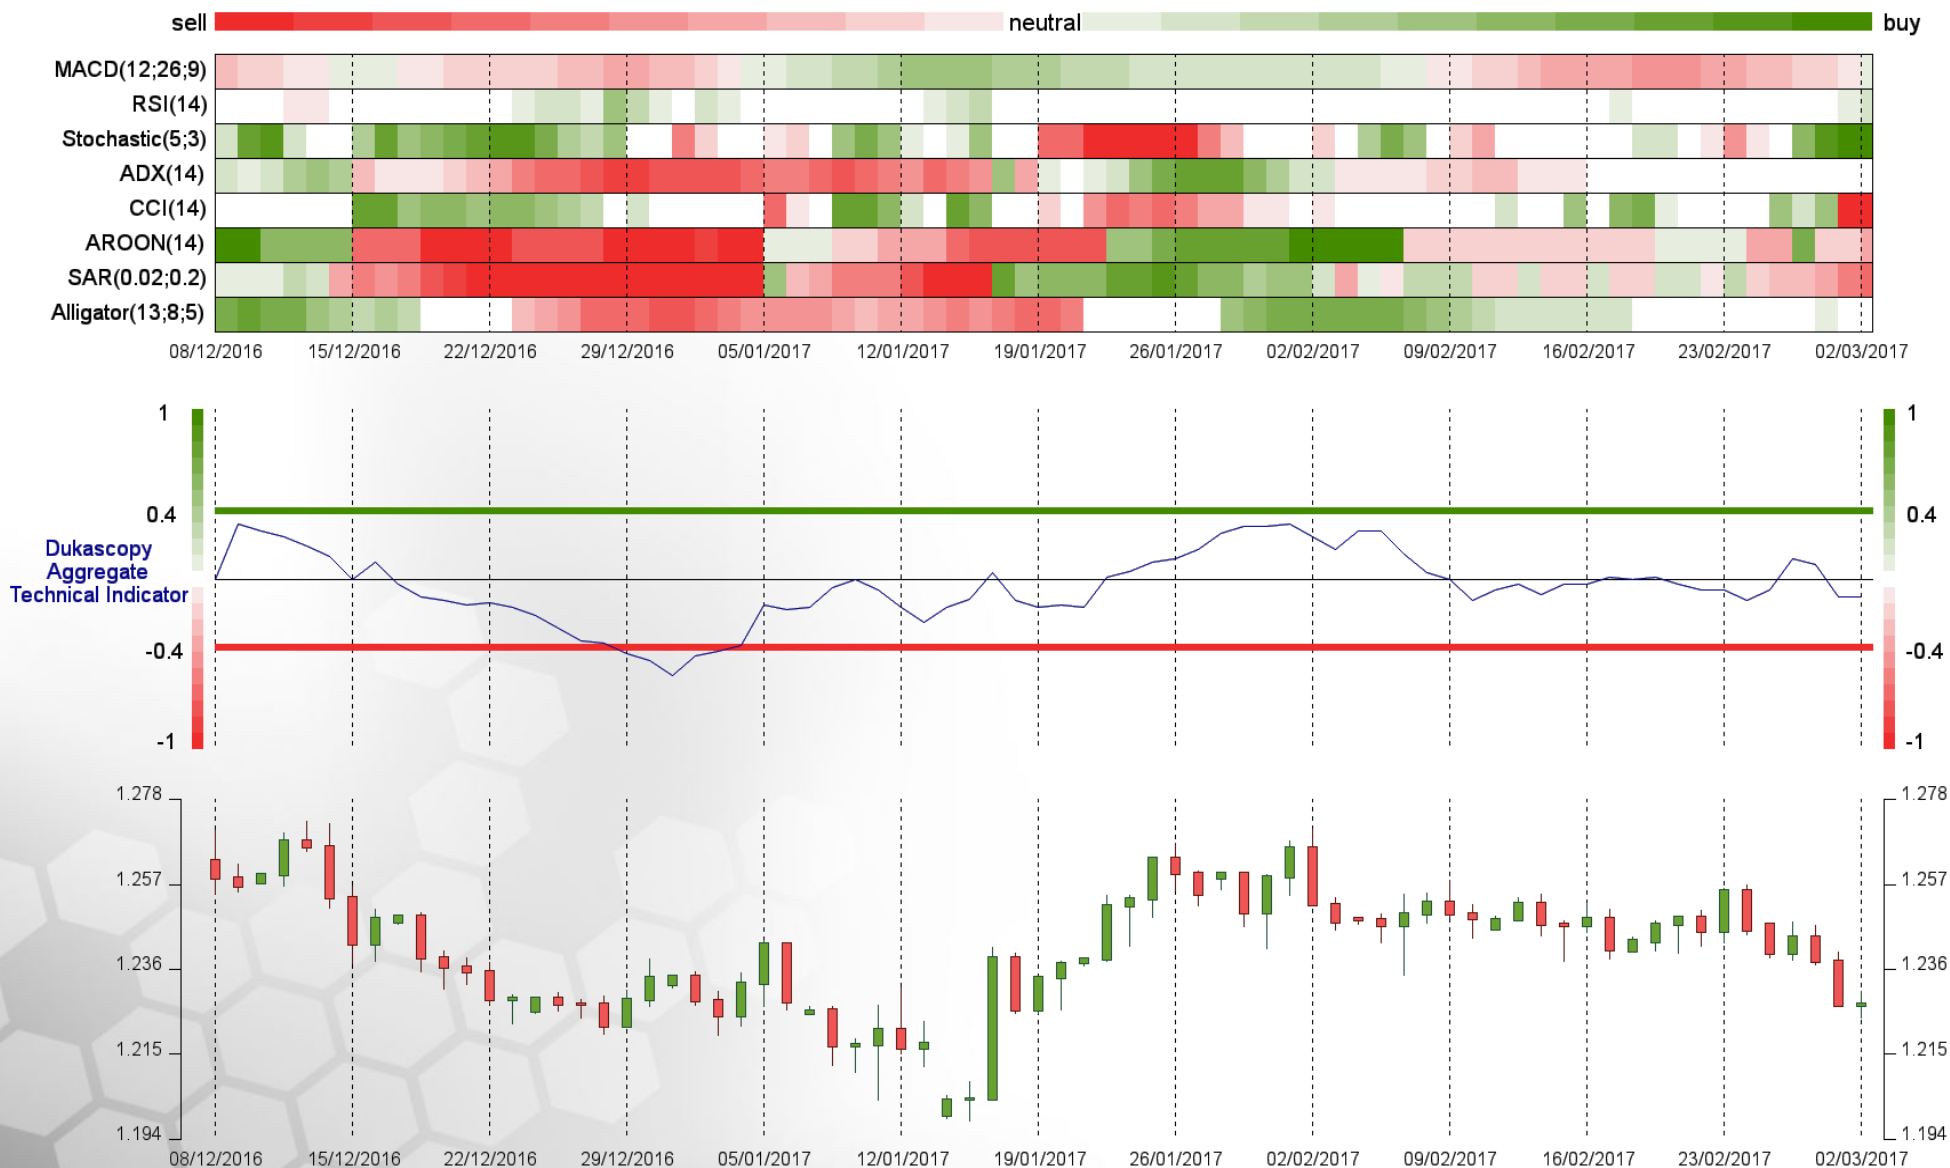 sell neutral buy
MACD(12;26;9)
RSI(14)
Stochastic(5;3)
ADX(14)
CCI(14)
AROON(14)
SAR(0.02;0.2)
Alligator(13;8;5)
08/12/2016 15/12/2016 22/12/2016 29/12/2016 05/01/2017 12/01/2017 19/01/2017 26/01/2017 02/02/2017 09/02/2017 16/02/2017 23/02/2017 02/03/2017
1 1
0.4 0.4
Dukascopy
Aggregate
Technical Indicator
-0.4 -0.4
-1 -1
1.278 1.278
1.257 1.257
1.236 1.236
1.215 1.215
1.194 1.194
08/12/2016 15/12/2016 22/12/2016 29/12/2016 05/01/2017 12/01/2017 19/01/2017 26/01/2017 02/02/2017 09/02/2017 16/02/2017 23/02/2017 02/03/2017